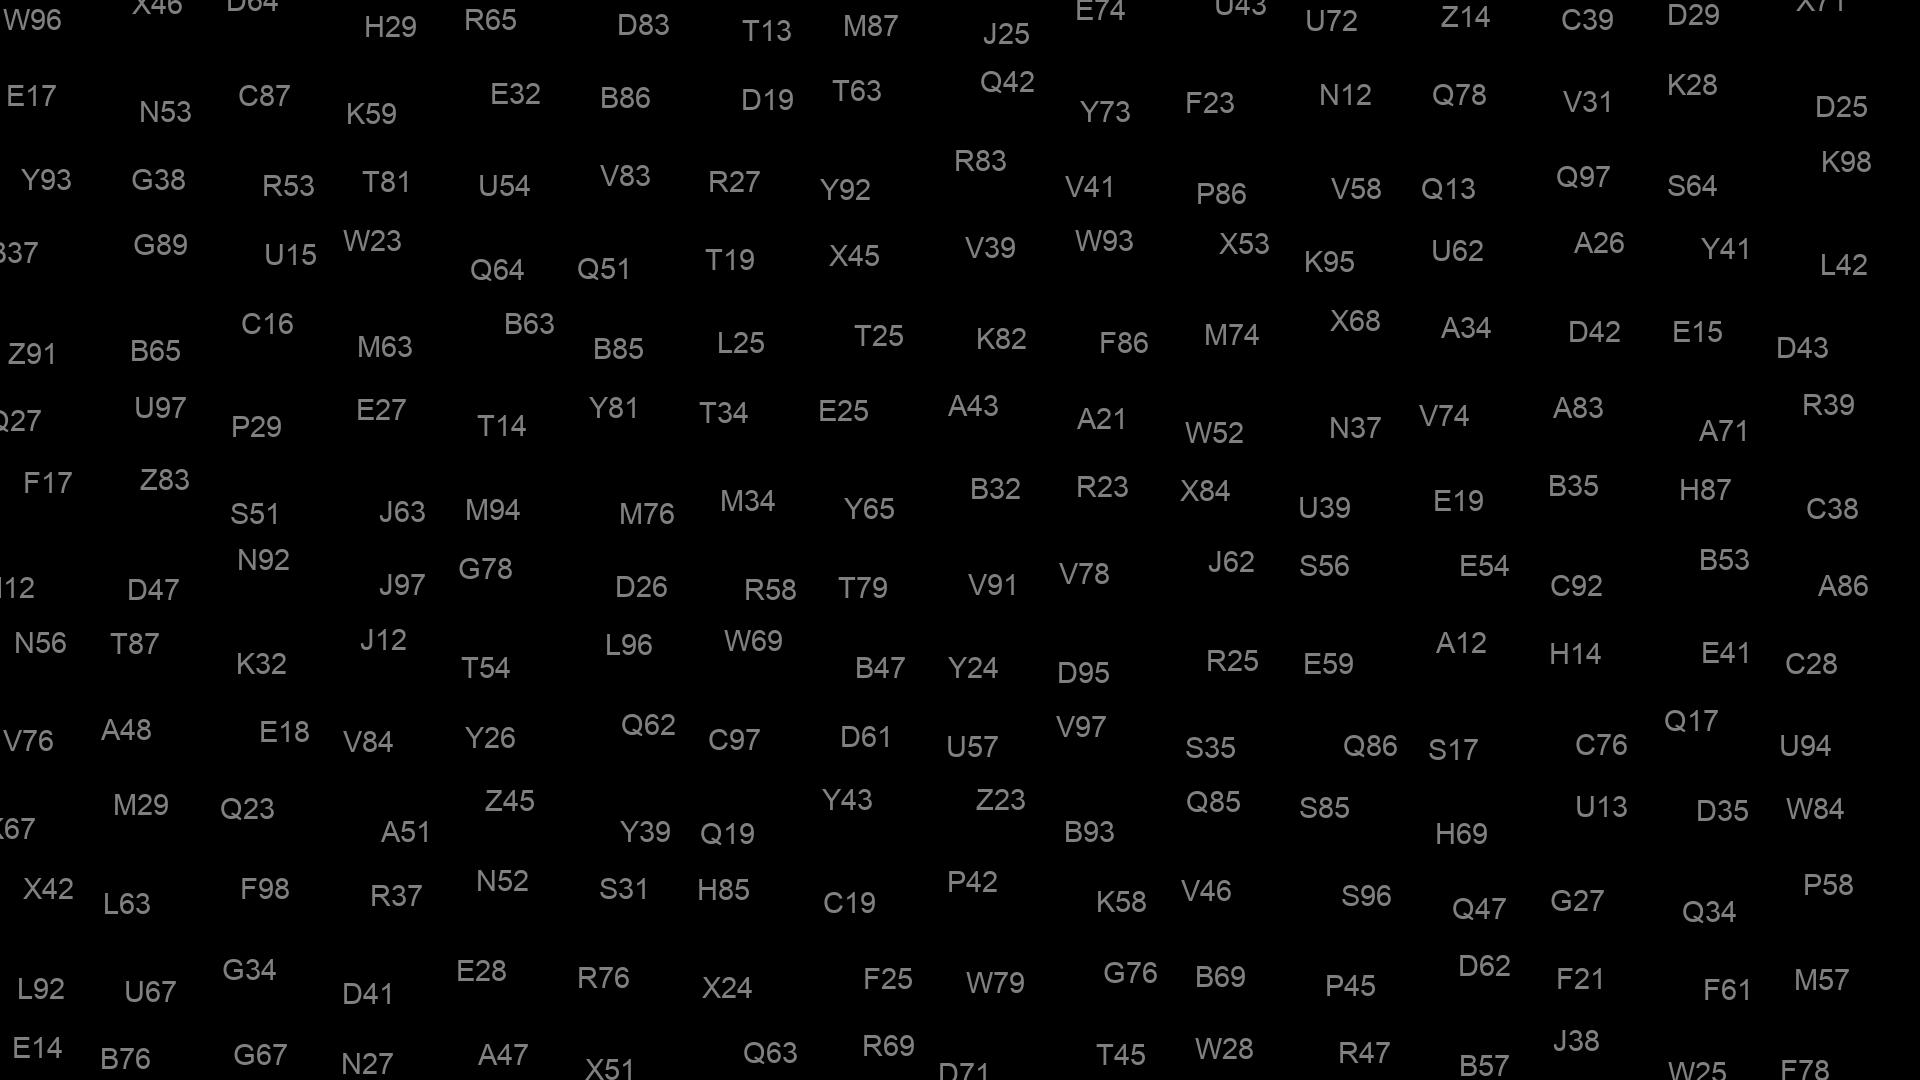 W96 X46 D64 H29 R65 D83 T13 M87 J25 E74 U43 U72 Z14 C39 D29 X71
E17 N53 C87 K59 E32 B86 D19 T63 Q42 Y73 F23 N12 Q78 V31 K28 D25
Y93 G38 R53 T81 U54 V83 R27 Y92 R83 V41 P86 V58 Q13 Q97 S64 K98
B37 G89 U15 W23 Q64 Q51 T19 X45 V39 W93 X53 K95 U62 A26 Y41 L42
Z91 B65 C16 M63 B63 B85 L25 T25 K82 F86 M74 X68 A34 D42 E15 D43
Q27 U97 P29 E27 T14 Y81 T34 E25 A43 A21 W52 N37 V74 A83 A71 R39
F17 Z83 S51 J63 M94 M76 M34 Y65 B32 R23 X84 U39 E19 B35 H87 C38
D47 N92 J97 G78 D26 R58 T79 V91 V78 J62 S56 E54 C92 B53 A86
N56 T87 K32 J12 T54 L96 W69 B47 Y24 D95 R25 E59 A12 H14 E41 C28
V76 A48 E18 V84 Y26 Q62 C97 D61 U57 V97 S35 Q86 S17 C76 Q17 U94
K67 M29 Q23 A51 Z45 Y39 Q19 Y43 Z23 B93 Q85 S85 H69 U13 D35 W84
X42 L63 F98 R37 N52 S31 H85 C19 P42 K58 V46 S96 Q47 G27 Q34 P58
L92 U67 G34 D41 E28 R76 X24 F25 W79 G76 B69 P45 D62 F21 F61 M57
E14 B76 G67 N27 A47 X51 Q63 R69 D71 T45 W28 R47 B57 J38 W25 F78